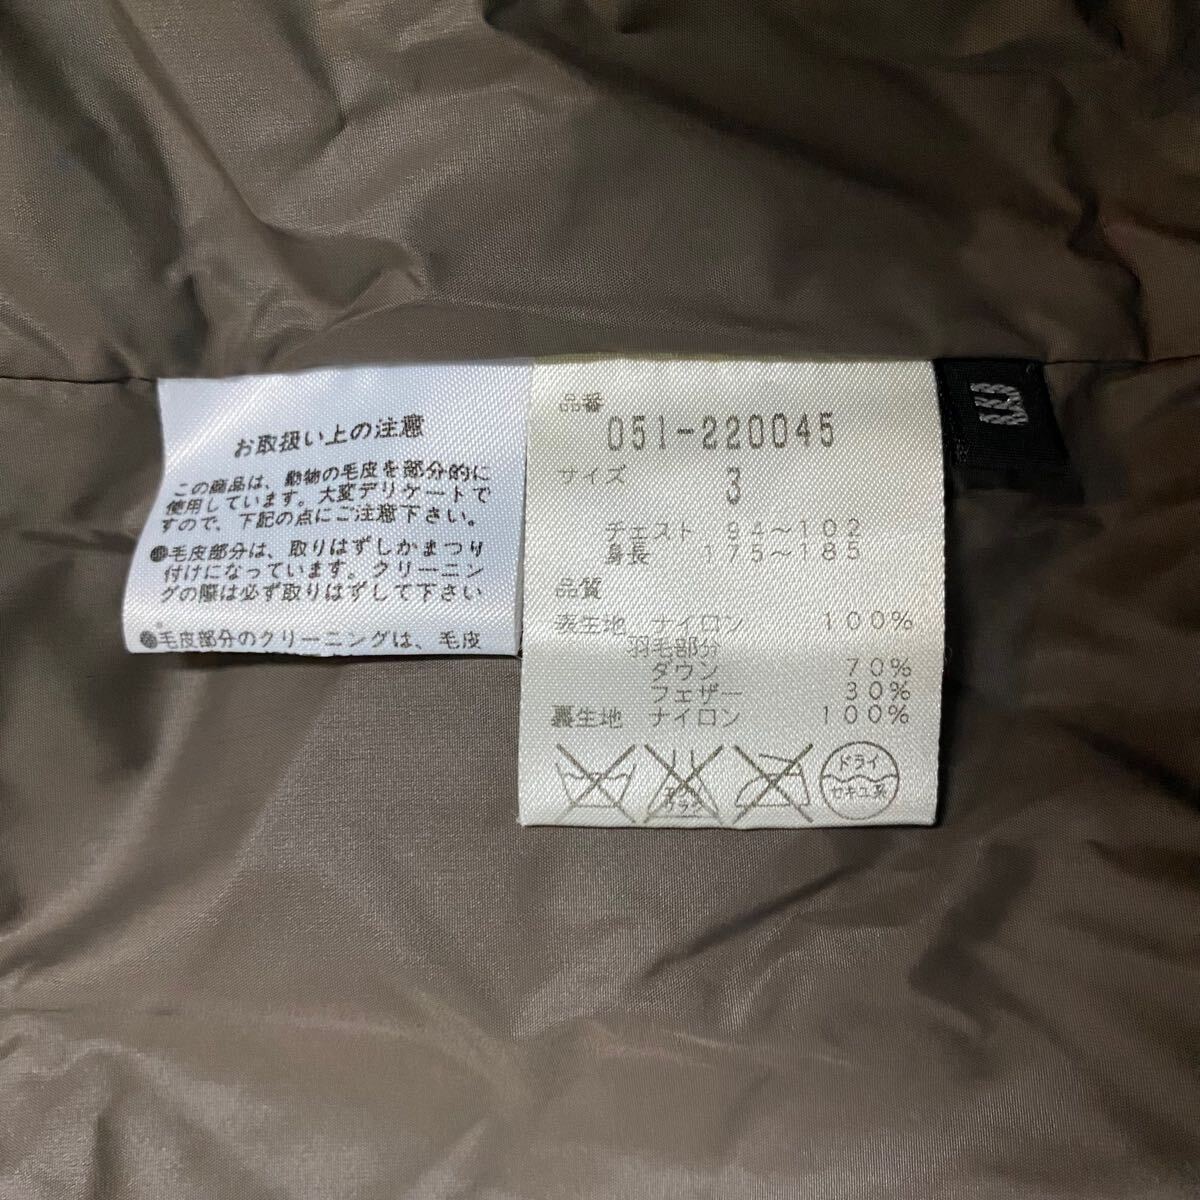 お取扱い上の注意
この商品は、動物の毛皮を部分的に
使用しています。大変デリケートで
すので、下記の点にご注意下さい。
●毛皮部分は、取りはずしかまつり
付けになっています。クリーニン
グの際は必ず取りはずして下さい
●毛皮部分のクリーニングは、毛皮
品番
051-220045
サイズ
3
チェスト 94〜102
身長 175〜185
品質
表生地 ナイロン 100%
羽毛部分
ダウン 70%
フェザー 30%
裏生地 ナイロン 100%
ドライ
セキユ系